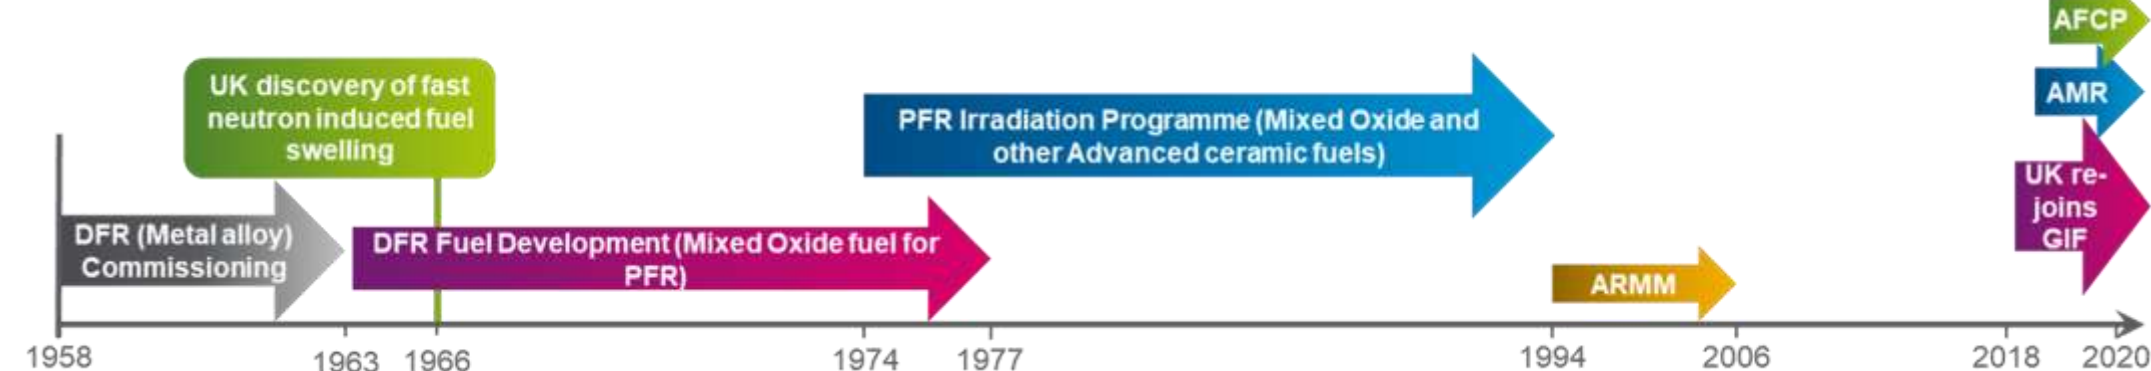 AFCP
UK discovery of fast
neutron induced fuel
swelling
AMR
PFR Irradiation Programme (Mixed Oxide and
other Advanced ceramic fuels)
UK re-
joins
GIF
DFR (Metal alloy)
Commissioning
DFR Fuel Development (Mixed Oxide fuel for
PFR)
ARMM
1958 1963 1966 1974 1977 1994 2006 2018 2020